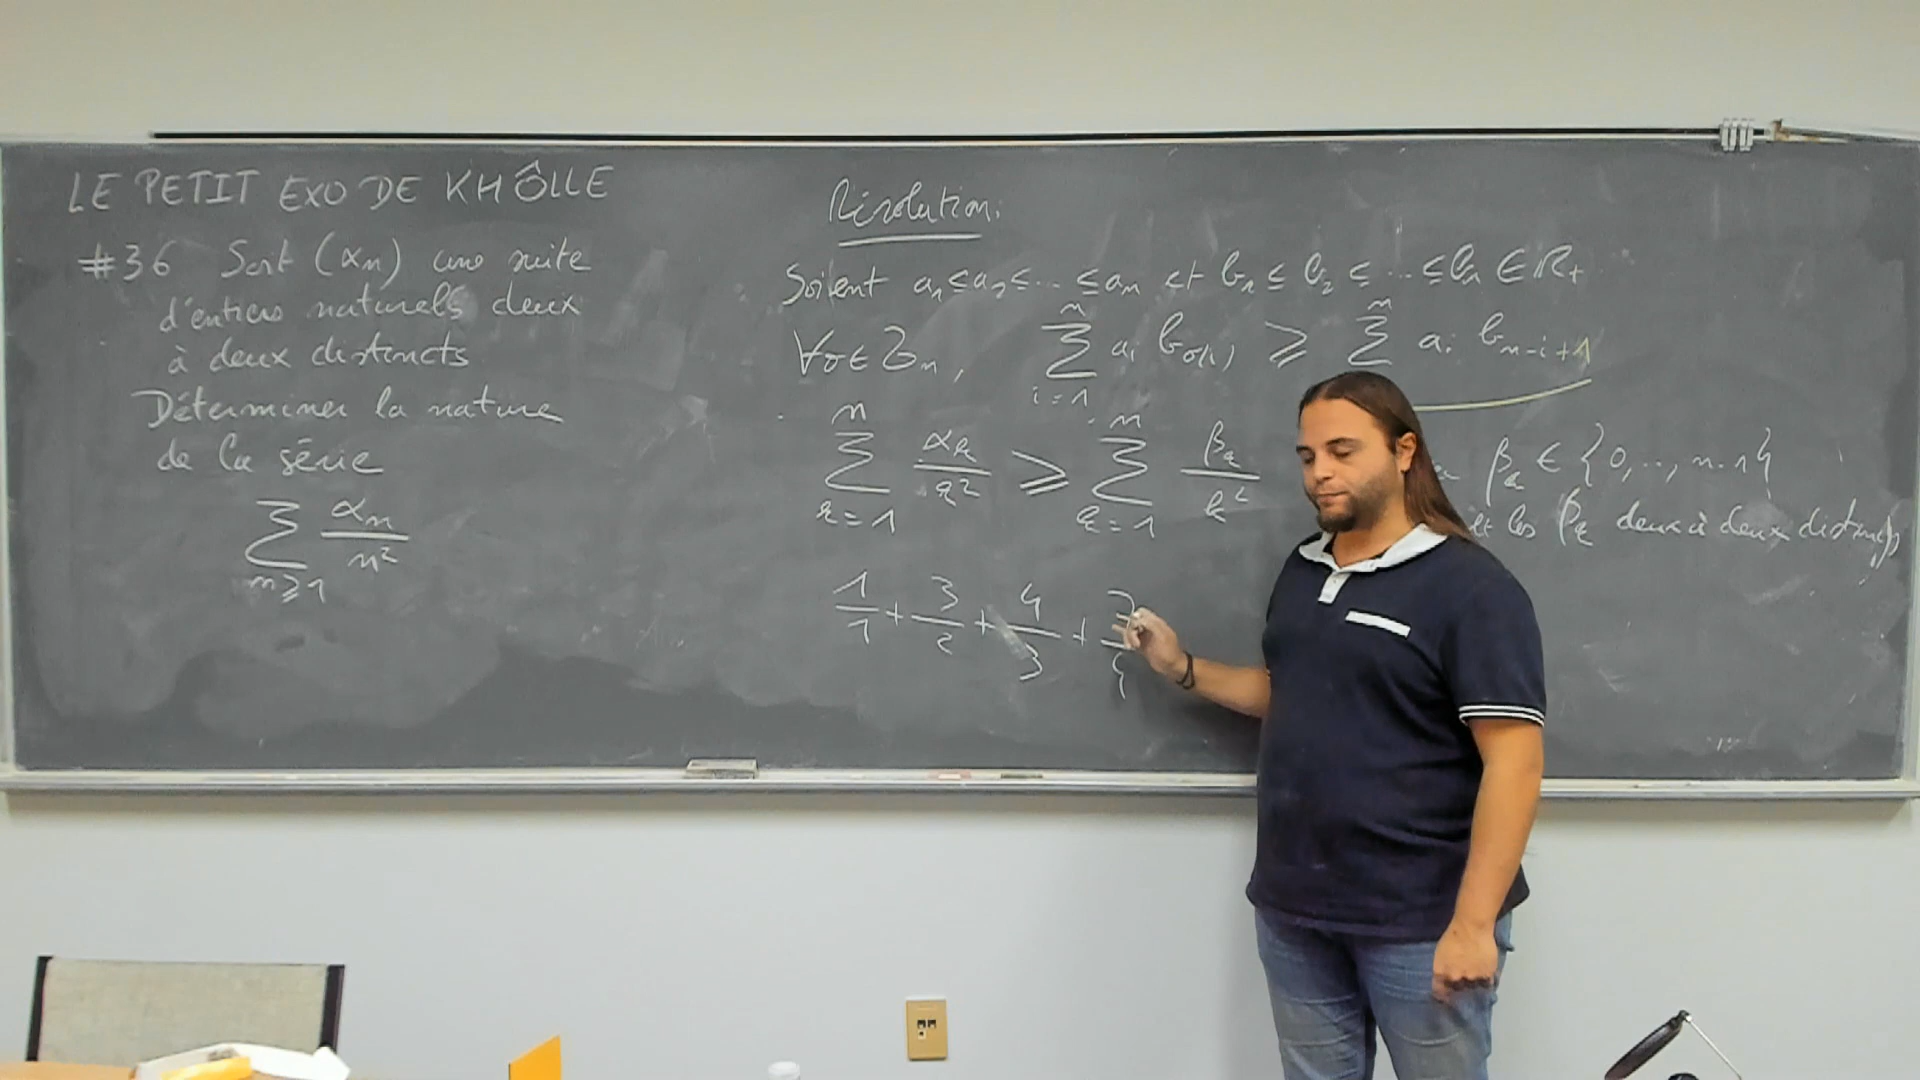 LE PETIT EXO DE KHÔLLE
#36 Soit (αn) une suite
d'entiers naturels deux
à deux distincts
Déterminer la nature
de la série
∑_{n≥1} αn/n²
Résolution.
Soient a₁≤a₂≤...≤an et b₁≤b₂≤...≤bn ∈ ℝ+
∀σ∈𝔖n, ∑_{i=1}^{n} ai bσ(i) ≥ ∑^{n} ai bn-i+1
∑_{k=1}^{n} αk/k² ≥ ∑_{k=1}^{n} βk/k² βk ∈ {0,..,n-1}
et les βk deux à deux distincts
1/1 + 3/2 + 4/3 +